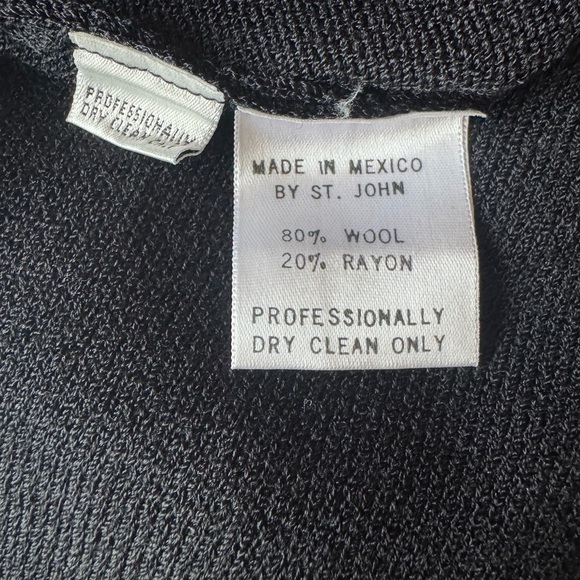 PROFESSIONALLY
DRY CLEAN
MADE IN MEXICO
BY ST. JOHN
80% WOOL
20% RAYON
PROFESSIONALLY
DRY CLEAN ONLY